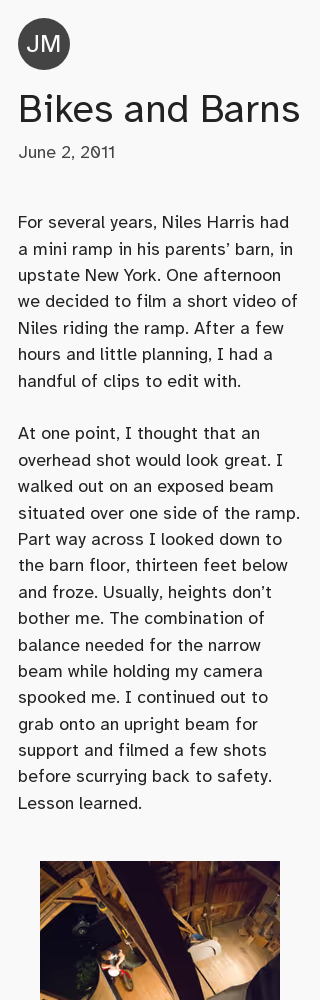 JM
Bikes and Barns
June 2, 2011
For several years, Niles Harris had
a mini ramp in his parents’ barn, in
upstate New York. One afternoon
we decided to film a short video of
Niles riding the ramp. After a few
hours and little planning, I had a
handful of clips to edit with.
At one point, I thought that an
overhead shot would look great. I
walked out on an exposed beam
situated over one side of the ramp.
Part way across I looked down to
the barn floor, thirteen feet below
and froze. Usually, heights don’t
bother me. The combination of
balance needed for the narrow
beam while holding my camera
spooked me. I continued out to
grab onto an upright beam for
support and filmed a few shots
before scurrying back to safety.
Lesson learned.